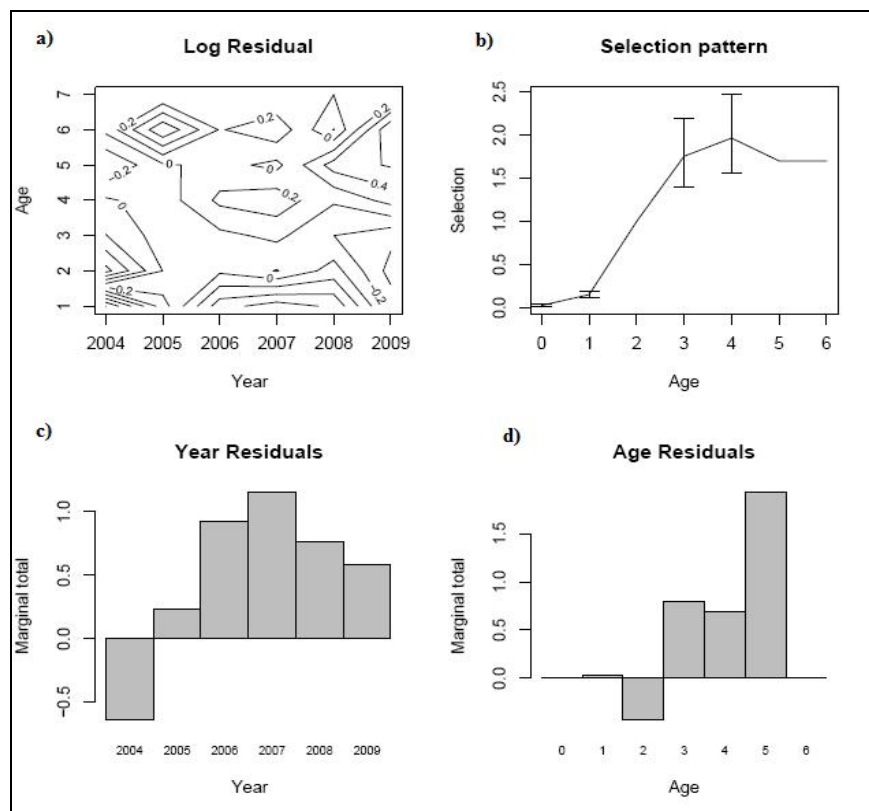 a)
Log Residual
Age
7
6
5
4
3
2
1
0.2
0.2
0
0.2
-0.2
0
0
0.4
0.2
0
0
-0.2
-0.2
2004 2005 2006 2007 2008 2009
Year
b)
Selection pattern
Selection
2.5
2.0
1.5
1.0
0.5
0.0
0 1 2 3 4 5 6
Age
c)
Year Residuals
Marginal total
1.0
0.5
0.0
-0.5
2004 2005 2006 2007 2008 2009
Year
d)
Age Residuals
Marginal total
1.5
1.0
0.5
0.0
0 1 2 3 4 5 6
Age